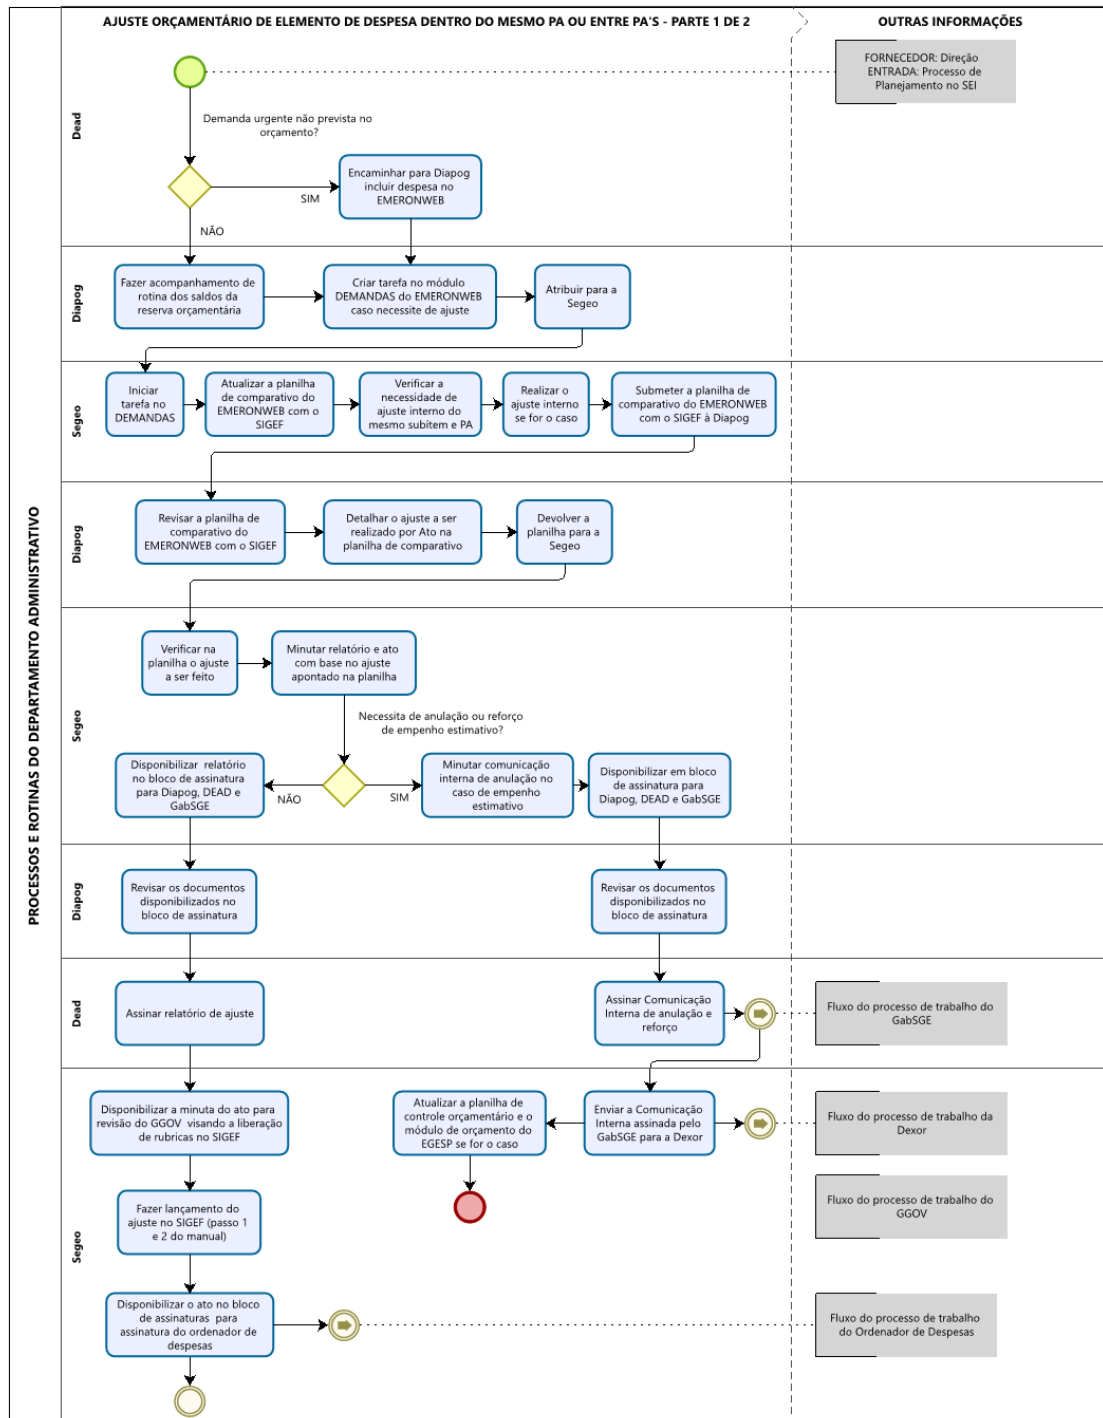 AJUSTE ORÇAMENTÁRIO DE ELEMENTO DE DESPESA DENTRO DO MESMO PA OU ENTRE PA'S - PARTE 1 DE 2
OUTRAS INFORMAÇÕES
PROCESSOS E ROTINAS DO DEPARTAMENTO ADMINISTRATIVO
Dead
FORNECEDOR: Direção
ENTRADA: Processo de
Planejamento no SEI
Demanda urgente não prevista no
orçamento?
SIM
Encaminhar para Diapog
incluir despesa no
EMERONWEB
NÃO
Diapog
Fazer acompanhamento de
rotina dos saldos da
reserva orçamentária
Criar tarefa no módulo
DEMANDAS do EMERONWEB
caso necessite de ajuste
Atribuir para a
Segeo
Segeo
Iniciar
tarefa no
DEMANDAS
Atualizar a planilha
de comparativo do
EMERONWEB com o
SIGEF
Verificar a
necessidade de
ajuste interno do
mesmo subítem e PA
Realizar o
ajuste interno
se for o caso
Submeter a planilha de
comparativo do EMERONWEB
com o SIGEF à Diapog
Diapog
Revisar a planilha de
comparativo do
EMERONWEB com o SIGEF
Detalhar o ajuste a ser
realizado por Ato na
planilha de comparativo
Devolver a
planilha para a
Segeo
Segeo
Verificar na
planilha o ajuste
a ser feito
Minutar relatório e ato
com base no ajuste
apontado na planilha
Necessita de anulação ou reforço
de empenho estimativo?
Disponibilizar relatório
no bloco de assinatura
para Diapog, DEAD e
GabSGE
NÃO
SIM
Minutar comunicação
interna de anulação no
caso de empenho
estimativo
Disponibilizar em bloco
de assinatura para
Diapog, DEAD e GabSGE
Diapog
Revisar os documentos
disponibilizados no
bloco de assinatura
Revisar os documentos
disponibilizados no
bloco de assinatura
Dead
Assinar relatório de ajuste
Assinar Comunicação
Interna de anulação e
reforço
Fluxo do processo de trabalho do
GabSGE
Segeo
Disponibilizar a minuta do ato para
revisão do GGOV visando a liberação
de rubricas no SIGEF
Atualizar a planilha de
controle orçamentário e o
módulo de orçamento do
EGESP se for o caso
Enviar a Comunicação
Interna assinada pelo
GabSGE para a Dexor
Fluxo do processo de trabalho da
Dexor
Fluxo do processo de trabalho do
GGOV
Fazer lançamento do
ajuste no SIGEF (passo 1
e 2 do manual)
Disponibilizar o ato no bloco
de assinaturas para
assinatura do ordenador de
despesas
Fluxo do processo de trabalho
do Ordenador de Despesas